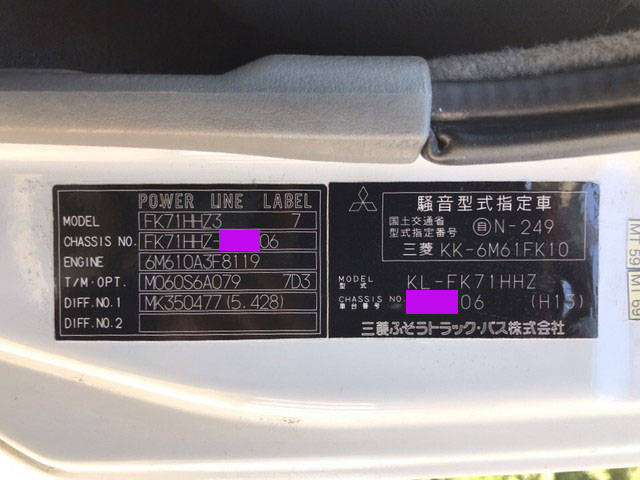 POWER LINE LABEL
MODEL FK71HHZ3 7
CHASSIS NO. FK71HHZ- 06
ENGINE 6M610A3F8119
T/M·OPT. M060S6A079 7D3
DIFF.NO.1 MK350477(5.428)
DIFF.NO.2
騒音型式指定車
国土交通省
型式指定番号 自N-249
三菱 KK-6M61FK10
MODEL
型式 KL-FK71HHZ
CHASSIS NO.
車台番号 06 (H13)
三菱ふそうトラック・バス株式会社
MT 59 MT 69